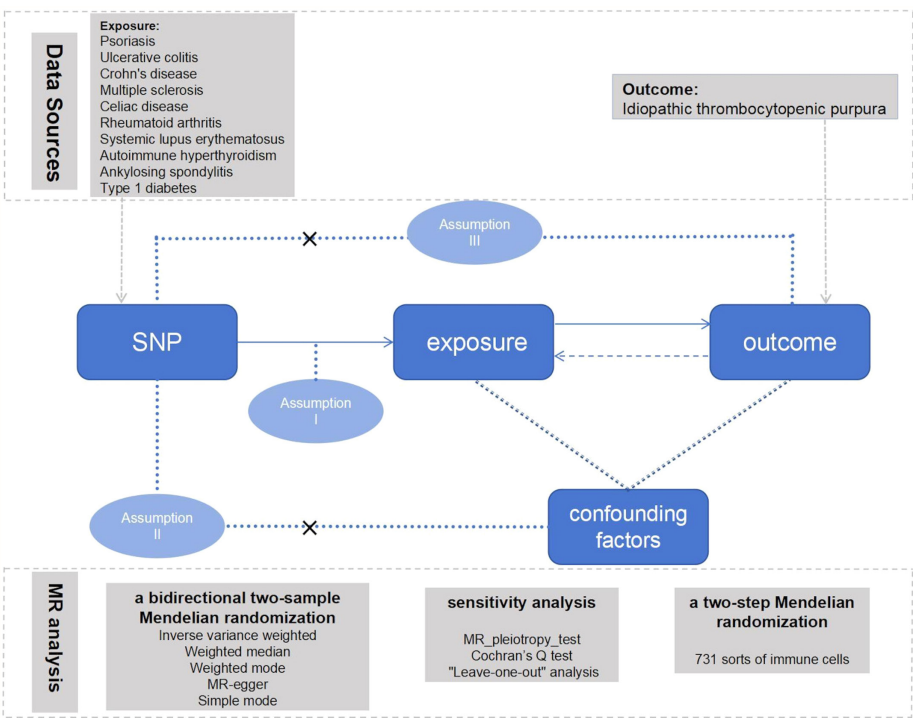 Data Sources
Exposure:
Psoriasis
Ulcerative colitis
Crohn's disease
Multiple sclerosis
Celiac disease
Rheumatoid arthritis
Systemic lupus erythematosus
Autoimmune hyperthyroidism
Ankylosing spondylitis
Type 1 diabetes
Outcome:
Idiopathic thrombocytopenic purpura
Assumption
III
SNP
exposure
outcome
Assumption
I
Assumption
II
confounding
factors
MR analysis
a bidirectional two-sample
Mendelian randomization
Inverse variance weighted
Weighted median
Weighted mode
MR-egger
Simple mode
sensitivity analysis
MR_pleiotropy_test
Cochran's Q test
"Leave-one-out" analysis
a two-step Mendelian
randomization
731 sorts of immune cells